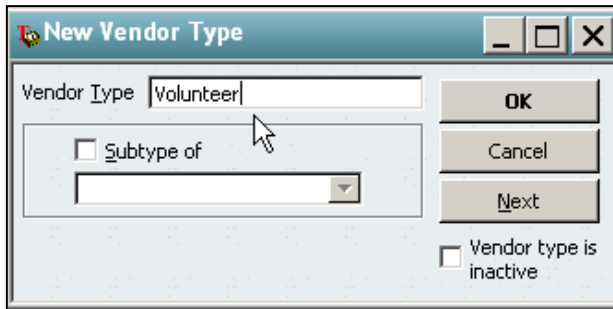 New Vendor Type
Vendor Type Volunteer
OK
Subtype of
Cancel
Next
Vendor type is
inactive